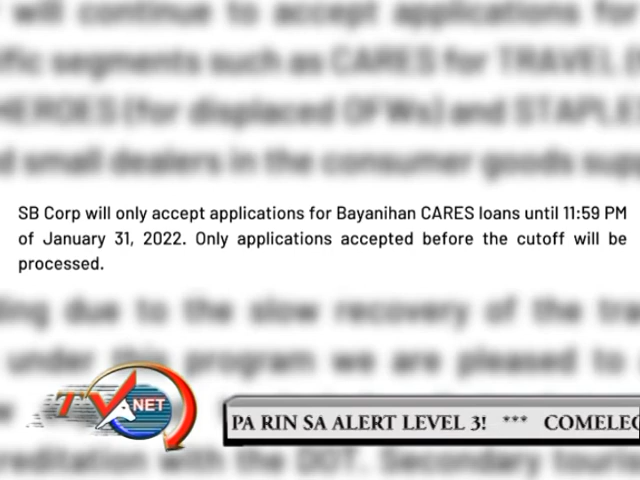 will continue to accept applications for
segments such as CARES for TRAVEL
HEROES (for displaced OFWs) and STAPLES
small dealers in the consumer goods
SB Corp will only accept applications for Bayanihan CARES loans until 11:59 PM
of January 31, 2022. Only applications accepted before the cutoff will be
processed.
due to the slow recovery of the
under this program we are pleased to
TV NET
PA RIN SA ALERT LEVEL 3! *** COMELEC
with the DOT. Secondary